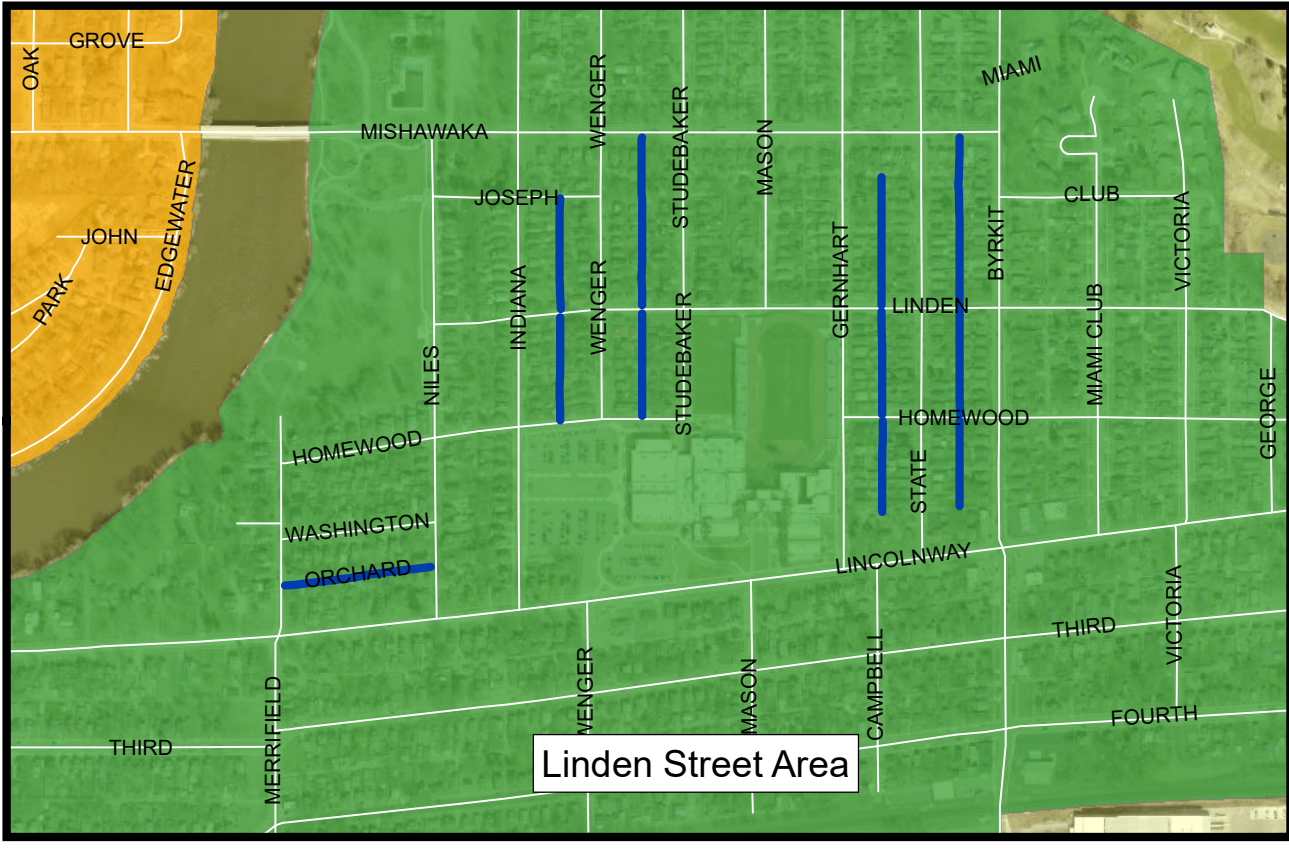 GROVE
OAK
MIAMI
WENGER
MISHAWAKA
STUDEBAKER
MASON
JOSEPH
CLUB
EDGEWATER
JOHN
VICTORIA
BYRKIT
GERNHART
PARK
INDIANA
WENGER
LINDEN
STUDEBAKER
MIAMI CLUB
NILES
HOMEWOOD
GEORGE
HOMEWOOD
STATE
WASHINGTON
ORCHARD
LINCOLNWAY
VICTORIA
THIRD
CAMPBELL
WENGER
MASON
MERRIFIELD
FOURTH
THIRD
Linden Street Area